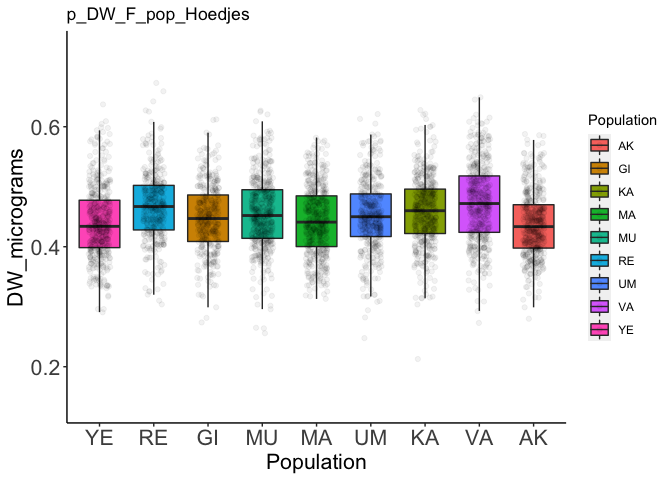 p_DW_F_pop_Hoedjes
DW_micrograms
0.6
0.4
0.2
YE RE GI MU MA UM KA VA AK
Population
Population
AK
GI
KA
MA
MU
RE
UM
VA
YE